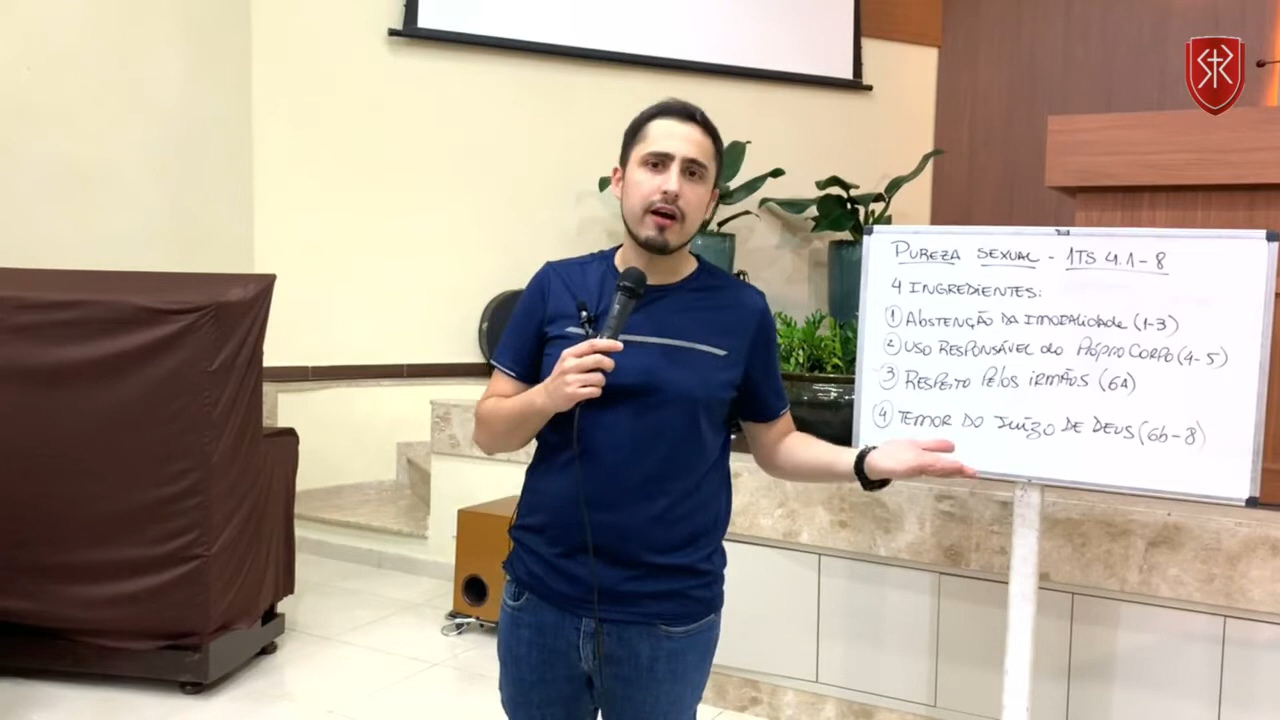 PUREZA SEXUAL - 1TS 4.1-8
4 INGREDIENTES:
1 ABSTENÇÃO DA IMORALIDADE (1-3)
2 USO RESPONSÁVEL do PRÓPRIO CORPO (4-5)
3 RESPEITO PELOS IRMÃOS (6A)
4 TEMOR DO JUÍZO DE DEUS (6b-8)